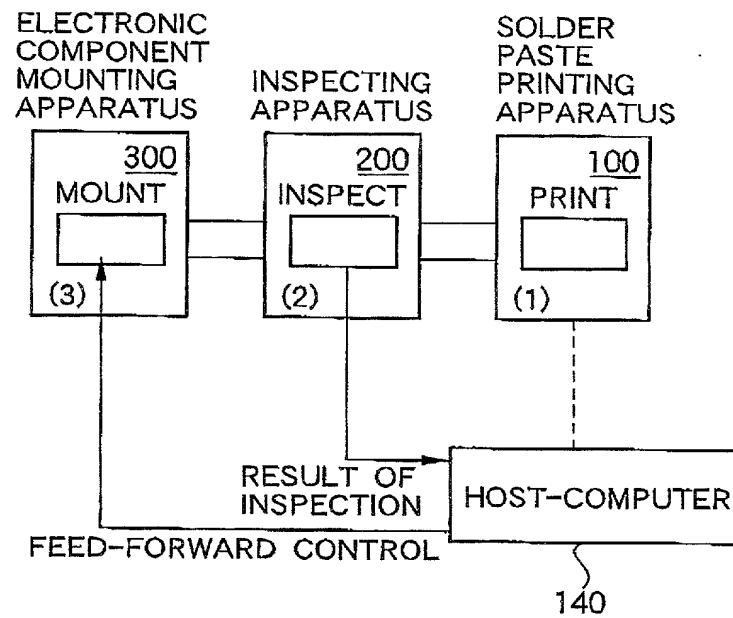 ELECTRONIC
COMPONENT
MOUNTING
APPARATUS
INSPECTING
APPARATUS
SOLDER
PASTE
PRINTING
APPARATUS
300
MOUNT
(3)
200
INSPECT
(2)
100
PRINT
(1)
RESULT OF
INSPECTION
HOST-COMPUTER
FEED-FORWARD CONTROL
140